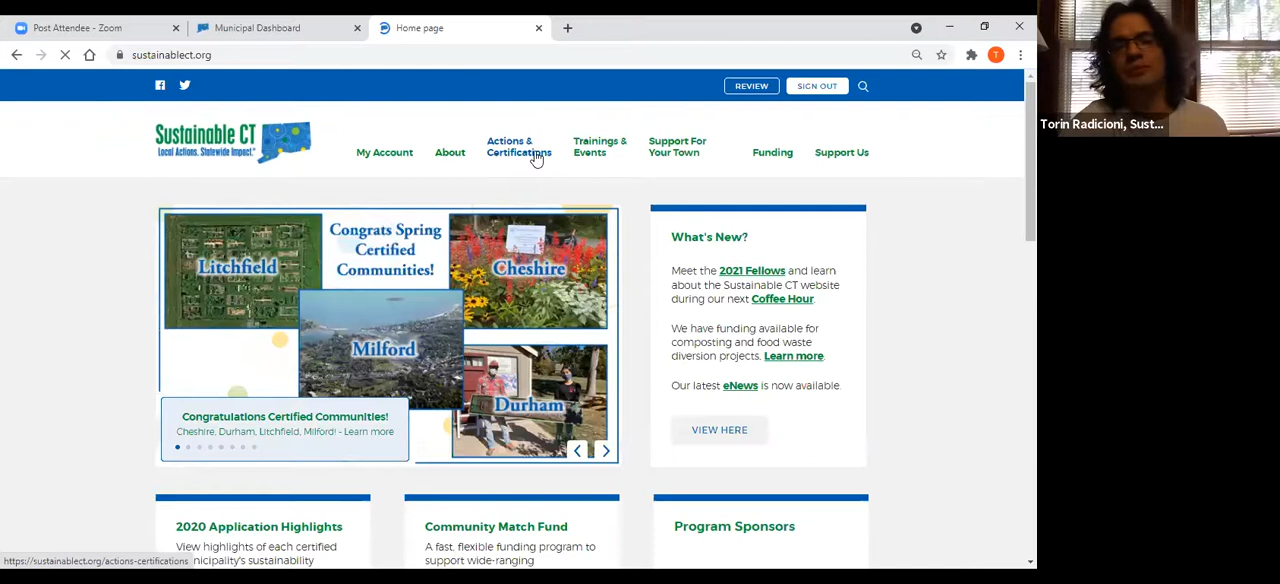 Post Attendee - Zoom
Municipal Dashboard
Home page
sustainablect.org
T
REVIEW
SIGN OUT
Sustainable CT
Local Actions. Statewide Impact.
My Account
About
Actions &
Certifications
Trainings &
Events
Support For
Your Town
Funding
Support Us
Litchfield
Congrats Spring
Certified
Communities!
Cheshire
Milford
Durham
Congratulations Certified Communities!
Cheshire, Durham, Litchfield, Milford! - Learn more
What's New?
Meet the 2021 Fellows and learn
about the Sustainable CT website
during our next Coffee Hour.
We have funding available for
composting and food waste
diversion projects. Learn more.
Our latest eNews is now available.
VIEW HERE
2020 Application Highlights
View highlights of each certified
municipality's sustainability
Community Match Fund
A fast, flexible funding program to
support wide-ranging
Program Sponsors
https://sustainablect.org/actions-certifications
Torin Radicioni, Sust...